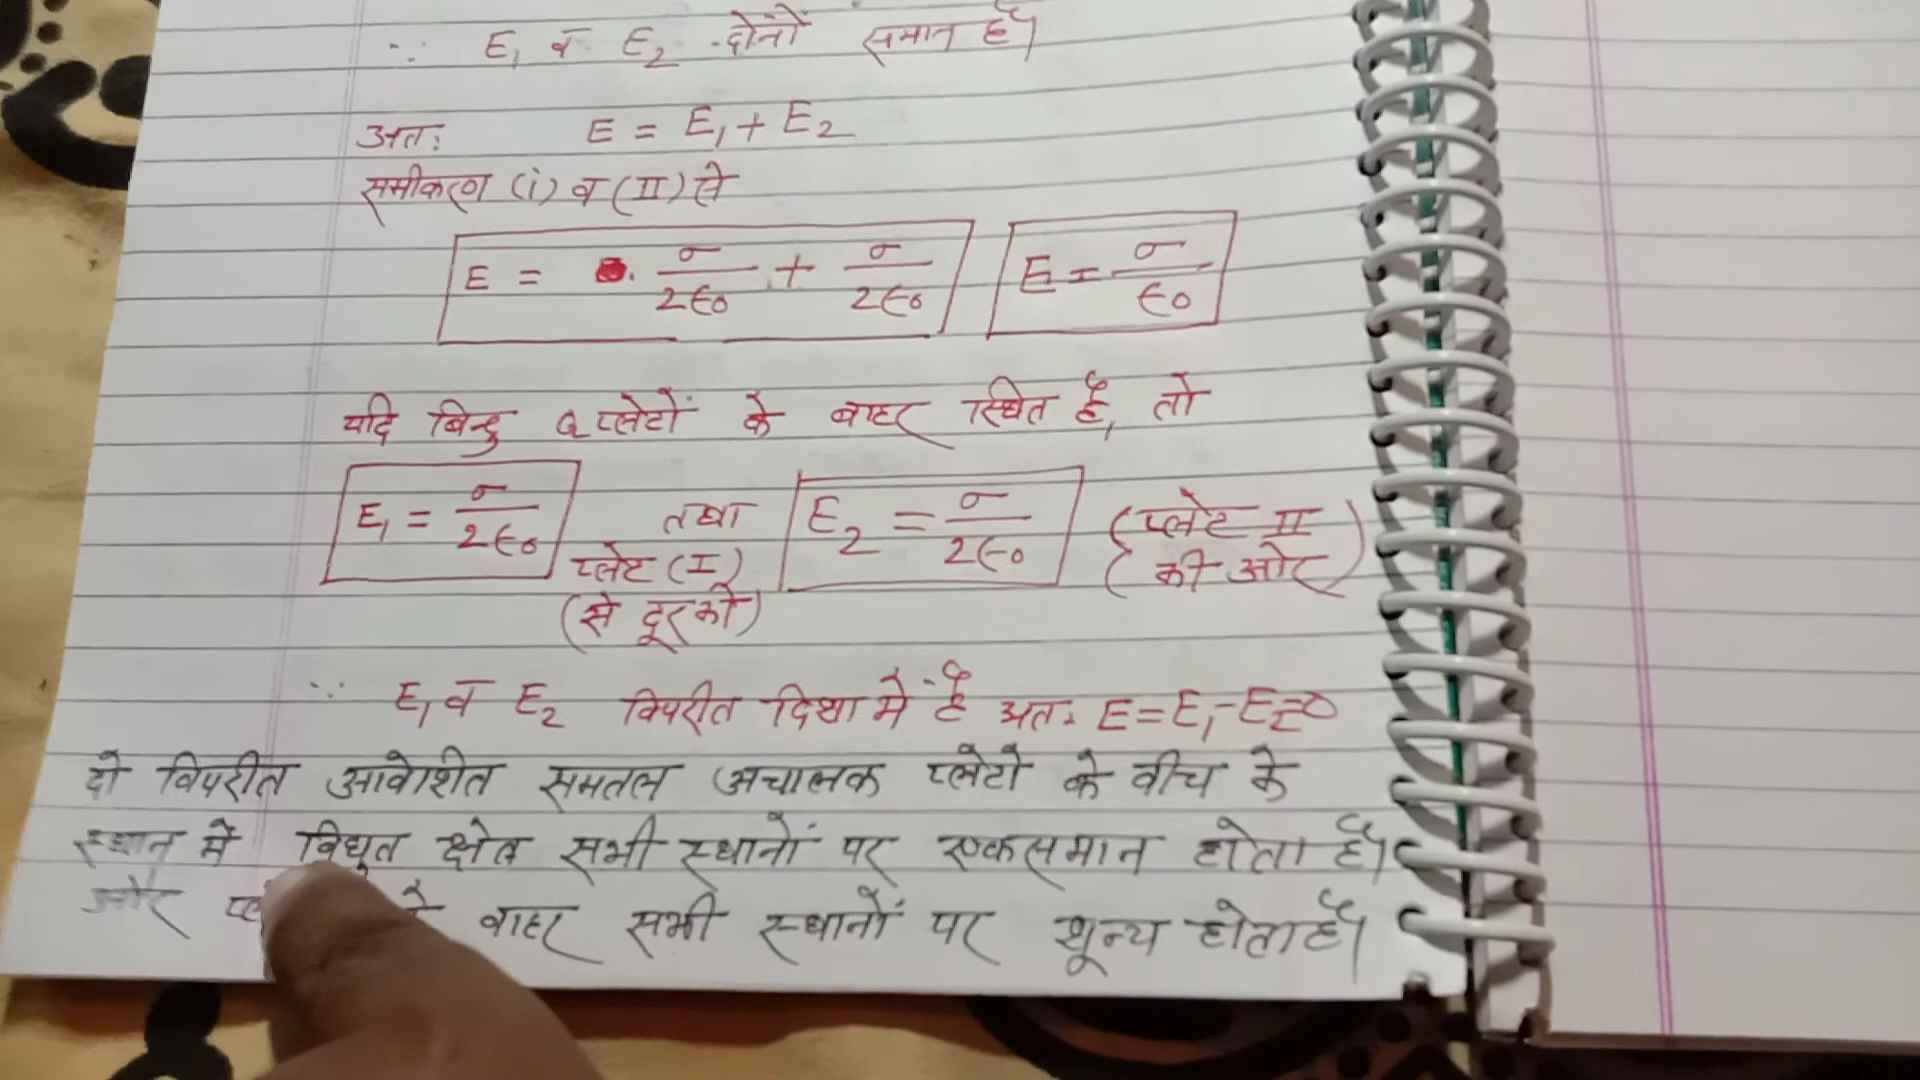 ∵ E₁ व E₂ दोनों समान हैं।
अतः E = E₁ + E₂
समीकरण (i) व (II) से
E = σ/2ϵ₀ + σ/2ϵ₀ E = σ/ϵ₀
यदि बिन्दु Q प्लेटों के बाहर स्थित है, तो
E₁ = σ/2ϵ₀ तथा E₂ = σ/2ϵ₀ (प्लेट II
प्लेट (I) की ओर)
(से दूर की)
∵ E₁ व E₂ विपरीत दिशा में है अतः E = E₁ - E₂ = 0
दो विपरीत आवेशित समतल अचालक प्लेटो के बीच के
स्थान में विधुत क्षेत्र सभी स्थानों पर एकसमान होता है।
और बाहर सभी स्थानों पर शून्य होता है।